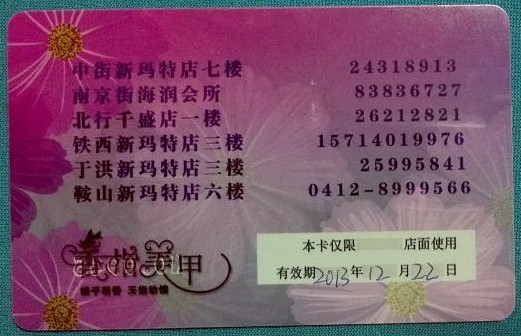 中街新玛特店七楼 24318913
南京街海润会所 83836727
北行千盛店一楼 26212821
铁西新玛特店三楼 15714019976
于洪新玛特店三楼 25995841
鞍山新玛特店六楼 0412-8999566
本卡仅限 店面使用
有效期2013年12月22日
指美甲